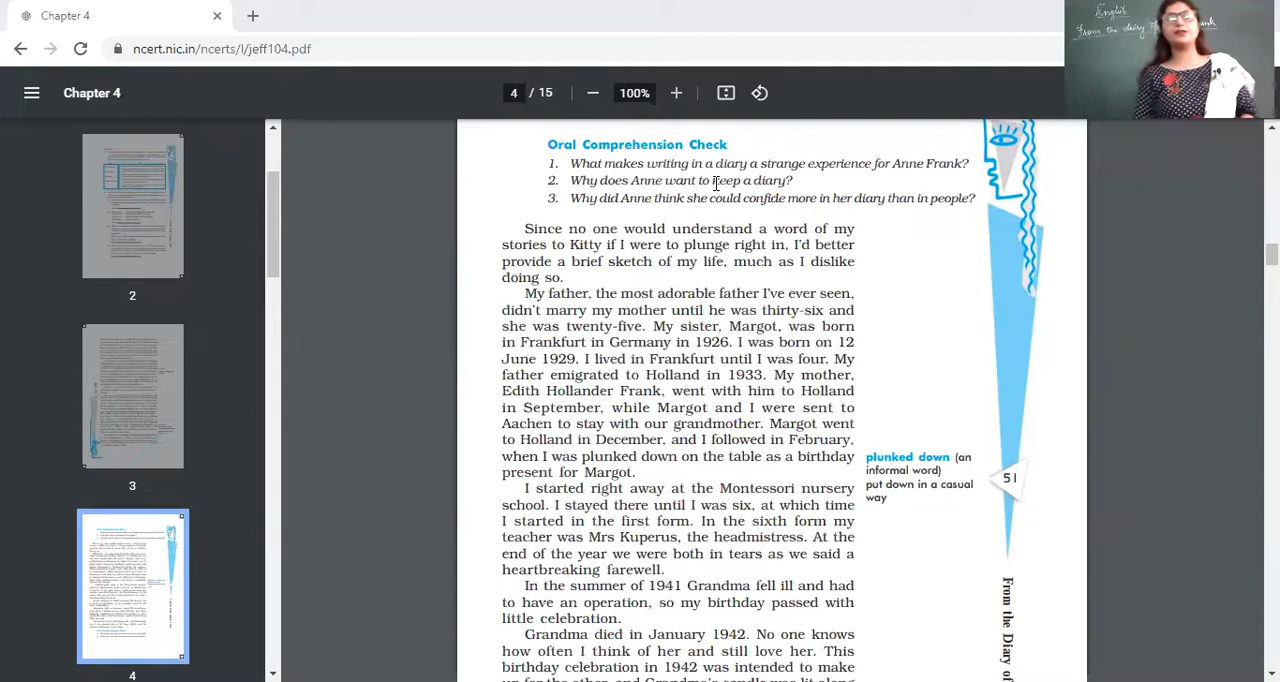 Chapter 4
ncert.nic.in/ncerts/l/jeff104.pdf
English
From the diary of
Chapter 4
4 / 15
100%
2
3
4
Oral Comprehension Check
1. What makes writing in a diary a strange experience for Anne Frank?
2. Why does Anne want to keep a diary?
3. Why did Anne think she could confide more in her diary than in people?
Since no one would understand a word of my
stories to Kitty if I were to plunge right in, I'd better
provide a brief sketch of my life, much as I dislike
doing so.
My father, the most adorable father I've ever seen,
didn't marry my mother until he was thirty-six and
she was twenty-five. My sister, Margot, was born
in Frankfurt in Germany in 1926. I was born on 12
June 1929. I lived in Frankfurt until I was four. My
father emigrated to Holland in 1933. My mother,
Edith Hollander Frank, went with him to Holland
in September, while Margot and I were sent to
Aachen to stay with our grandmother. Margot went
to Holland in December, and I followed in February,
when I was plunked down on the table as a birthday
present for Margot.
plunked down (an
informal word)
put down in a casual
way
51
I started right away at the Montessori nursery
school. I stayed there until I was six, at which time
I started in the first form. In the sixth form my
teacher was Mrs Kuperus, the headmistress. At the
end of the year we were both in tears as we said a
heartbreaking farewell.
In the summer of 1941 Grandma fell ill and had
to have an operation, so my birthday passed with
little celebration.
Grandma died in January 1942. No one knows
how often I think of her and still love her. This
birthday celebration in 1942 was intended to make
up for the other, and Grandma's candle was lit along
From the Diary of